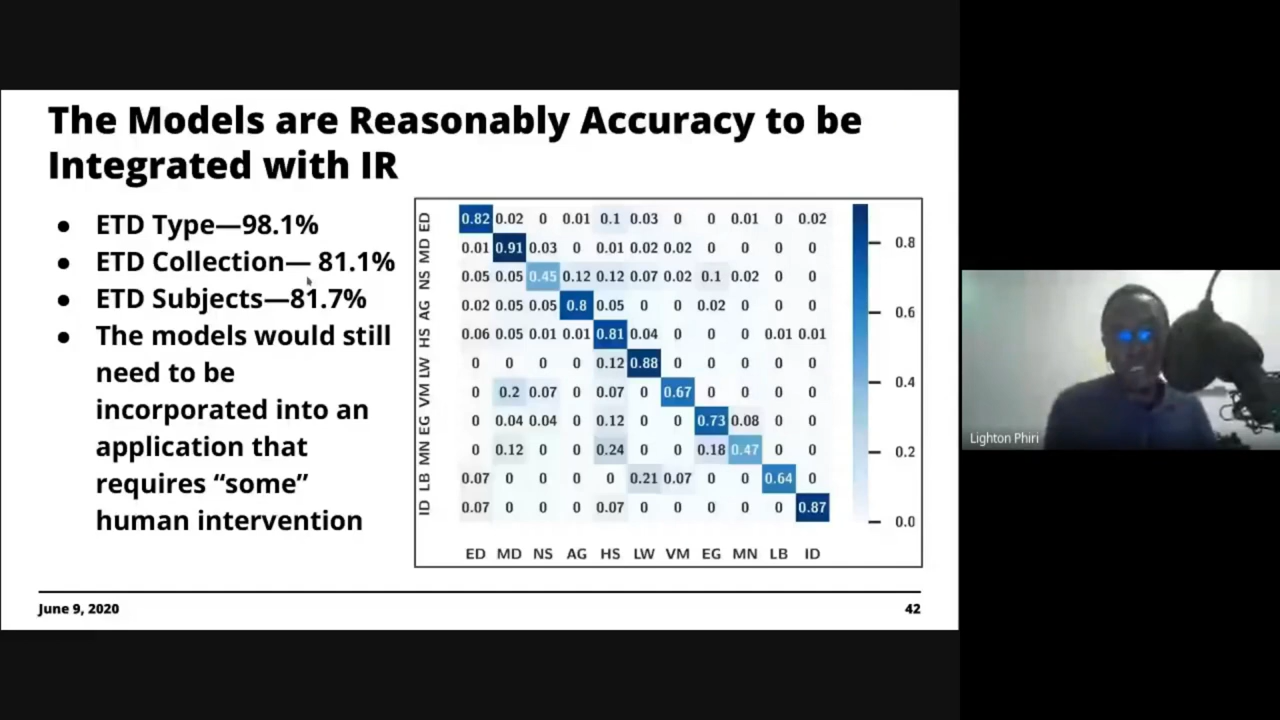 The Models are Reasonably Accuracy to be
Integrated with IR
● ETD Type—98.1%
● ETD Collection— 81.1%
● ETD Subjects—81.7%
● The models would still
need to be
incorporated into an
application that
requires “some”
human intervention
ED 0.82 0.02 0 0.01 0.1 0.03 0 0 0.01 0 0.02
MD 0.01 0.91 0.03 0 0.01 0.02 0.02 0 0 0 0
NS 0.05 0.05 0.45 0.12 0.12 0.07 0.02 0.1 0.02 0 0
AG 0.02 0.05 0.05 0.8 0.05 0 0 0.02 0 0 0
HS 0.06 0.05 0.01 0.01 0.81 0.04 0 0 0 0.01 0.01
LW 0 0 0 0 0.12 0.88 0 0 0 0 0
VM 0 0.2 0.07 0 0.07 0 0.67 0 0 0 0
EG 0 0.04 0.04 0 0.12 0 0 0.73 0.08 0 0
MN 0 0.12 0 0 0.24 0 0 0.18 0.47 0 0
LB 0.07 0 0 0 0 0.21 0.07 0 0 0.64 0
ID 0.07 0 0 0 0.07 0 0 0 0 0 0.87
ED MD NS AG HS LW VM EG MN LB ID
0.8
0.6
0.4
0.2
0.0
June 9, 2020
42
Lighton Phiri